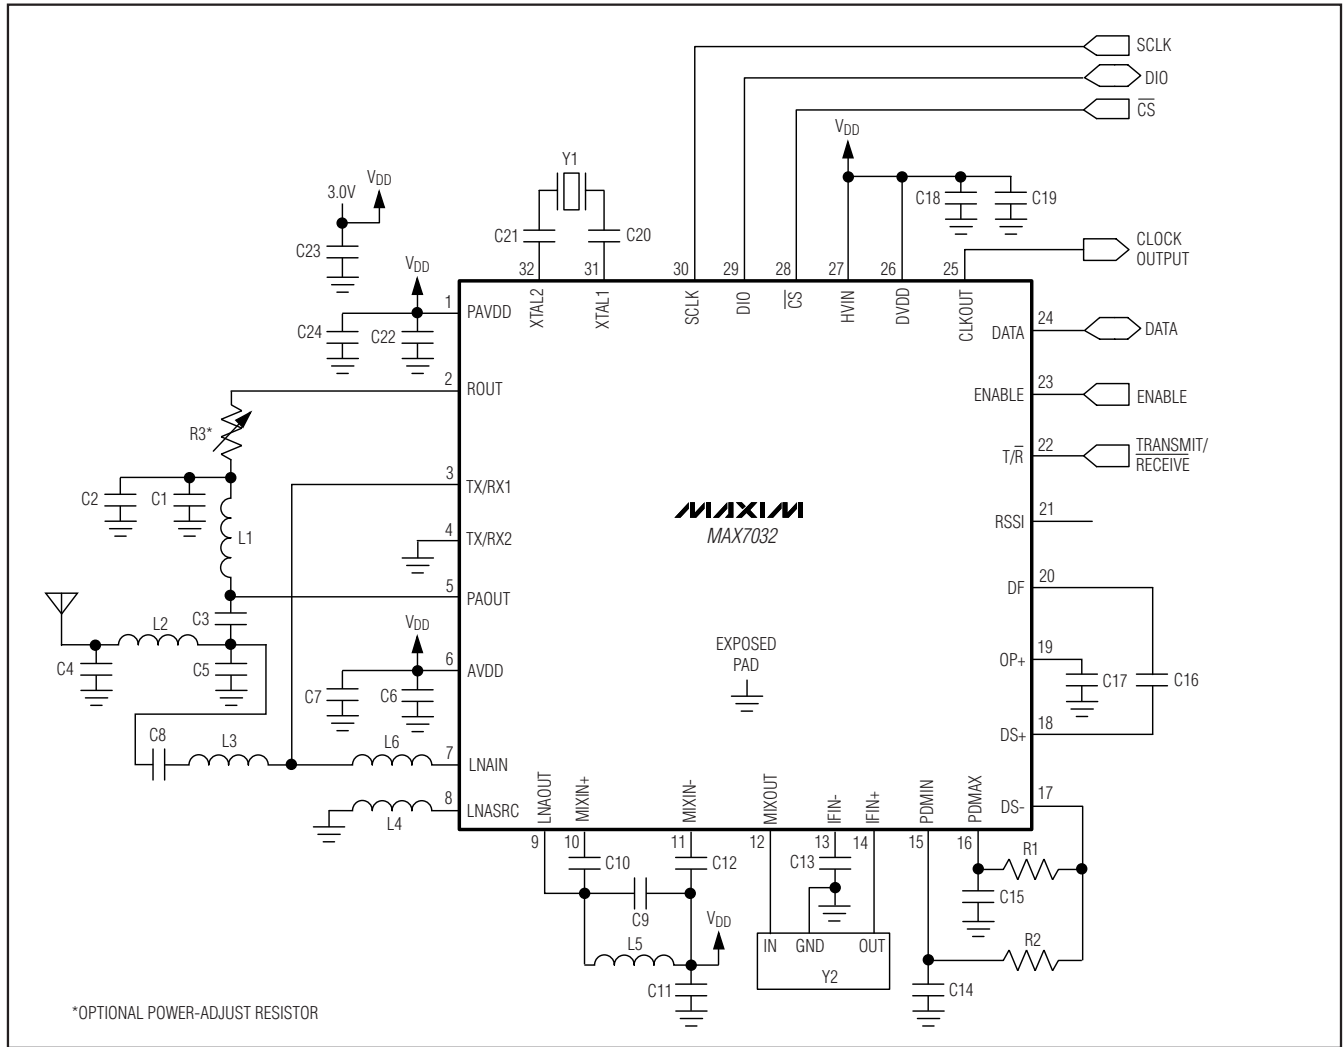 SCLK
DIO
C̅S̅
VDD
Y1
3.0V
VDD
C18
C19
C23
C21
C20
CLOCK
OUTPUT
VDD
32
31
30
29
28
27
26
25
XTAL2
XTAL1
SCLK
DIO
C̅S̅
HVIN
DVDD
CLKOUT
1
PAVDD
C24
C22
DATA
24
DATA
2
ROUT
ENABLE
23
ENABLE
R3*
T/R̅
22
TRANSMIT/
R̅E̅C̅E̅I̅V̅E̅
3
TX/RX1
C2
C1
MAXIM
MAX7032
RSSI
21
L1
4
TX/RX2
5
PAOUT
DF
20
C3
L2
VDD
C4
C5
6
AVDD
C7
C6
EXPOSED
PAD
OP+
19
C17
C16
DS+
18
C8
L3
L6
7
LNAIN
8
LNASRC
L4
LNAOUT
MIXIN+
MIXIN-
MIXOUT
IFIN-
IFIN+
PDMIN
PDMAX
DS-
17
9
10
11
12
13
14
15
16
C10
C12
C13
R1
C15
C9
VDD
L5
IN
GND
OUT
Y2
R2
C11
C14
*OPTIONAL POWER-ADJUST RESISTOR